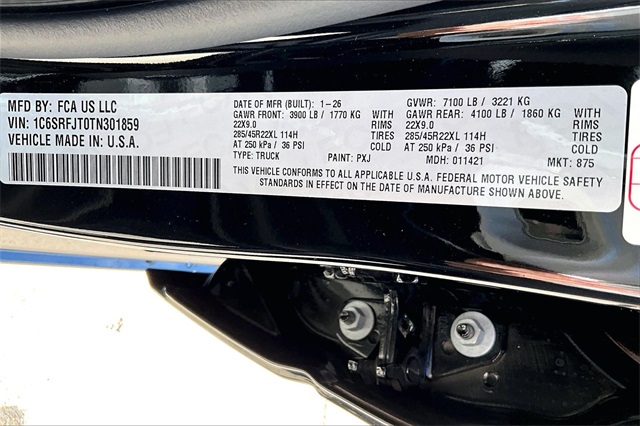 MFD BY: FCA US LLC
VIN: 1C6SRFJT0TN301859
VEHICLE MADE IN: U.S.A.
DATE OF MFR (BUILT): 1-26 GVWR: 7100 LB / 3221 KG
GAWR FRONT: 3900 LB / 1770 KG WITH GAWR REAR: 4100 LB / 1860 KG WITH
22X9.0 RIMS 22X9.0 RIMS
285/45R22XL 114H TIRES 285/45R22XL 114H TIRES
AT 250 kPa / 36 PSI COLD AT 250 kPa / 36 PSI COLD
TYPE: TRUCK PAINT: PXJ MDH: 011421 MKT: 875
THIS VEHICLE CONFORMS TO ALL APPLICABLE U.S.A. FEDERAL MOTOR VEHICLE SAFETY
STANDARDS IN EFFECT ON THE DATE OF MANUFACTURE SHOWN ABOVE.